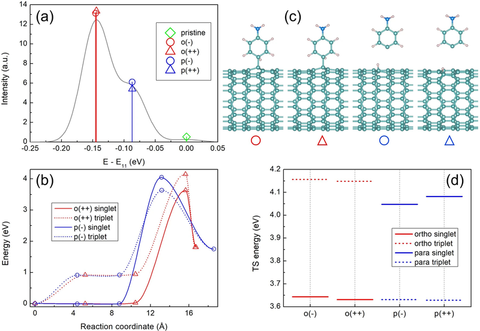 (a)
Intensity (a.u.)
14
12
10
8
6
4
2
0
-0.25 -0.20 -0.15 -0.10 -0.05 0.00 0.05
E - E11 (eV)
pristine
o(-)
o(++)
p(-)
p(++)
(c)
(b)
Energy (eV)
5
4
3
2
1
0
0 5 10 15
Reaction coordinate (Å)
o(++) singlet
o(++) triplet
p(-) singlet
p(-) triplet
(d)
TS energy (eV)
4.2
4.1
4.0
3.9
3.8
3.7
3.6
o(-) o(++) p(-) p(++)
ortho singlet
ortho triplet
para singlet
para triplet